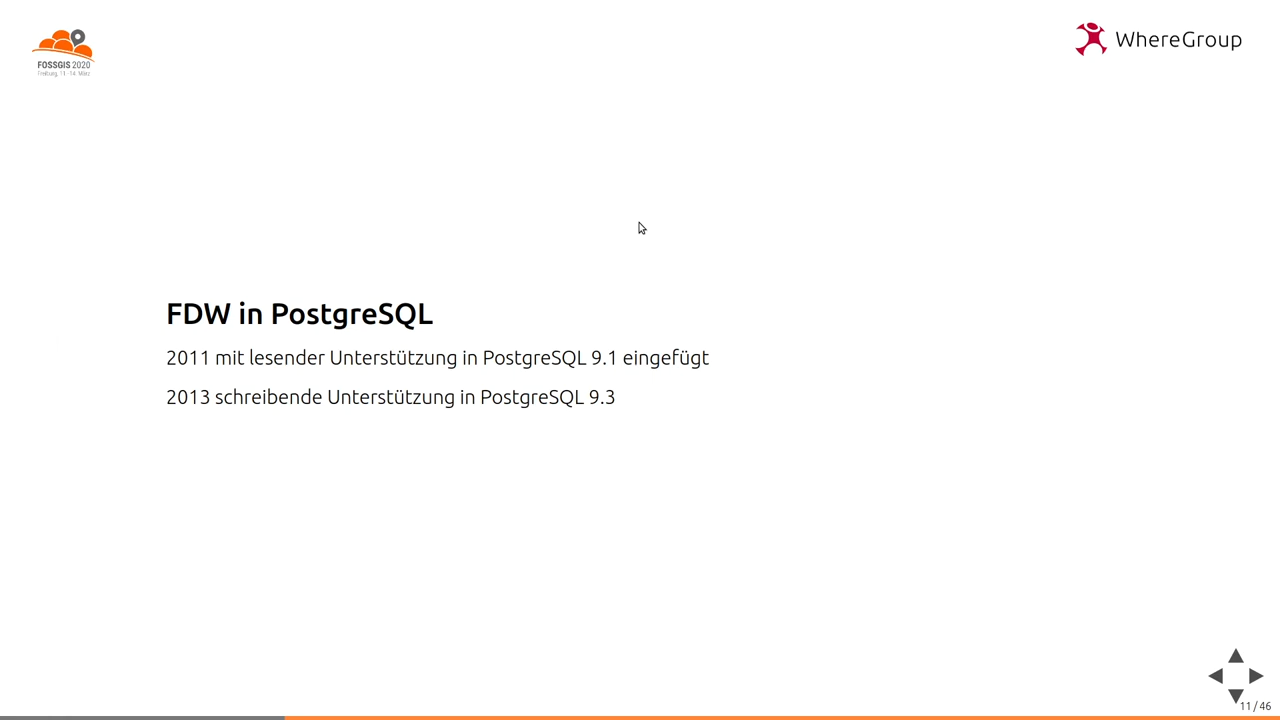 FOSSGIS 2020
Freiburg, 11.-14. März
WhereGroup
FDW in PostgreSQL
2011 mit lesender Unterstützung in PostgreSQL 9.1 eingefügt
2013 schreibende Unterstützung in PostgreSQL 9.3
11 / 46